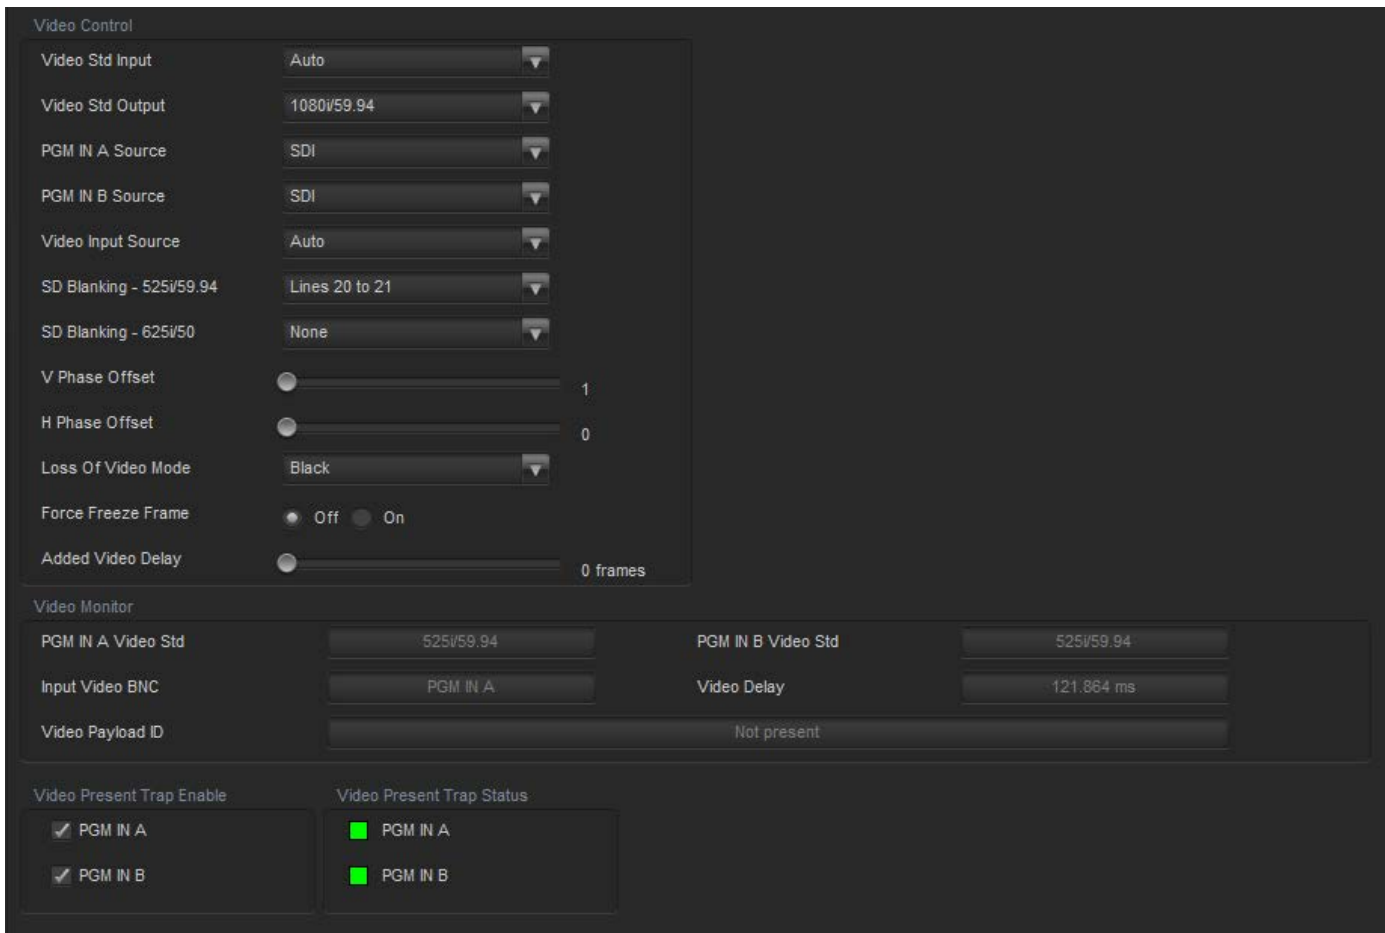 Video Control
Video Std Input Auto
Video Std Output 1080i/59.94
PGM IN A Source SDI
PGM IN B Source SDI
Video Input Source Auto
SD Blanking - 525i/59.94 Lines 20 to 21
SD Blanking - 625i/50 None
V Phase Offset 1
H Phase Offset 0
Loss Of Video Mode Black
Force Freeze Frame Off On
Added Video Delay 0 frames
Video Monitor
PGM IN A Video Std 525i/59.94 PGM IN B Video Std 525i/59.94
Input Video BNC PGM IN A Video Delay 121.864 ms
Video Payload ID Not present
Video Present Trap Enable Video Present Trap Status
PGM IN A PGM IN A
PGM IN B PGM IN B